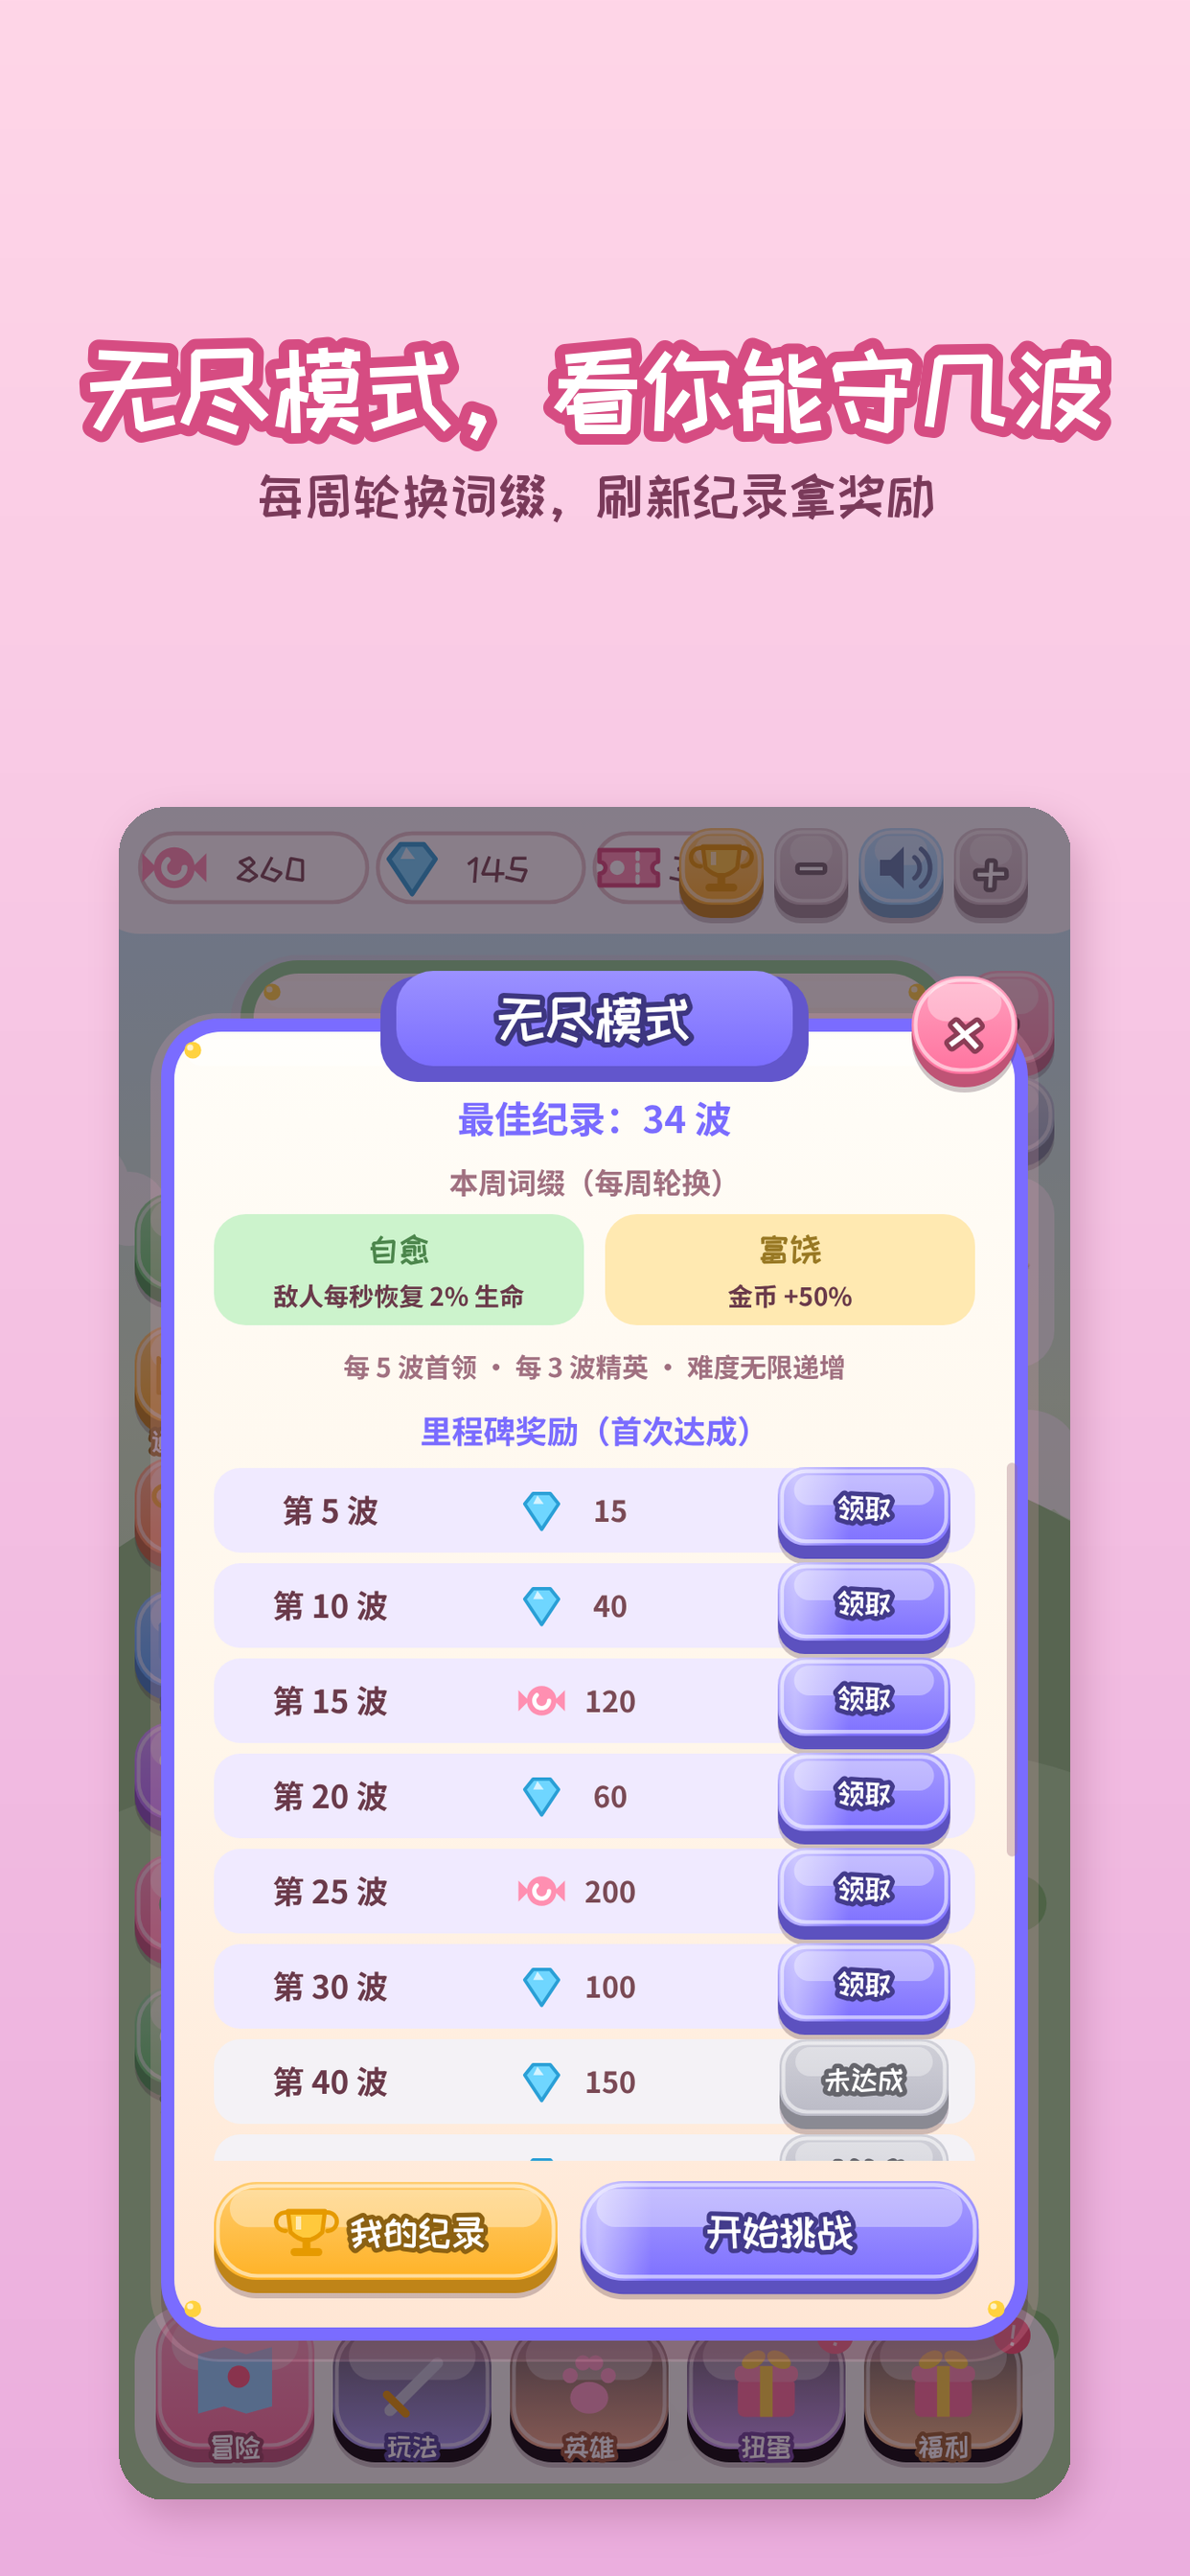 无尽模式，看你能守几波
每周轮换词缀，刷新纪录拿奖励
860
145
无尽模式
最佳纪录：34 波
本周词缀（每周轮换）
自愈
敌人每秒恢复 2% 生命
富饶
金币 +50%
每 5 波首领 · 每 3 波精英 · 难度无限递增
里程碑奖励（首次达成）
第 5 波 15 领取
第 10 波 40 领取
第 15 波 120 领取
第 20 波 60 领取
第 25 波 200 领取
第 30 波 100 领取
第 40 波 150 未达成
我的纪录
开始挑战
冒险
玩法
英雄
扭蛋
福利